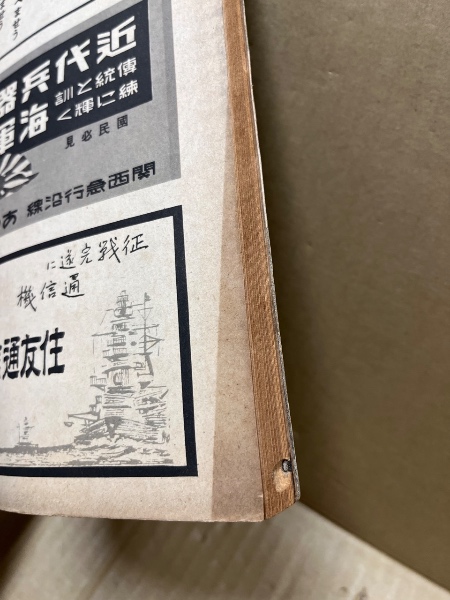 近代兵器
傳統と訓
練に輝く
海軍
國民必見
関西急行沿線 あ
征戦完遂に
通信機
住友通